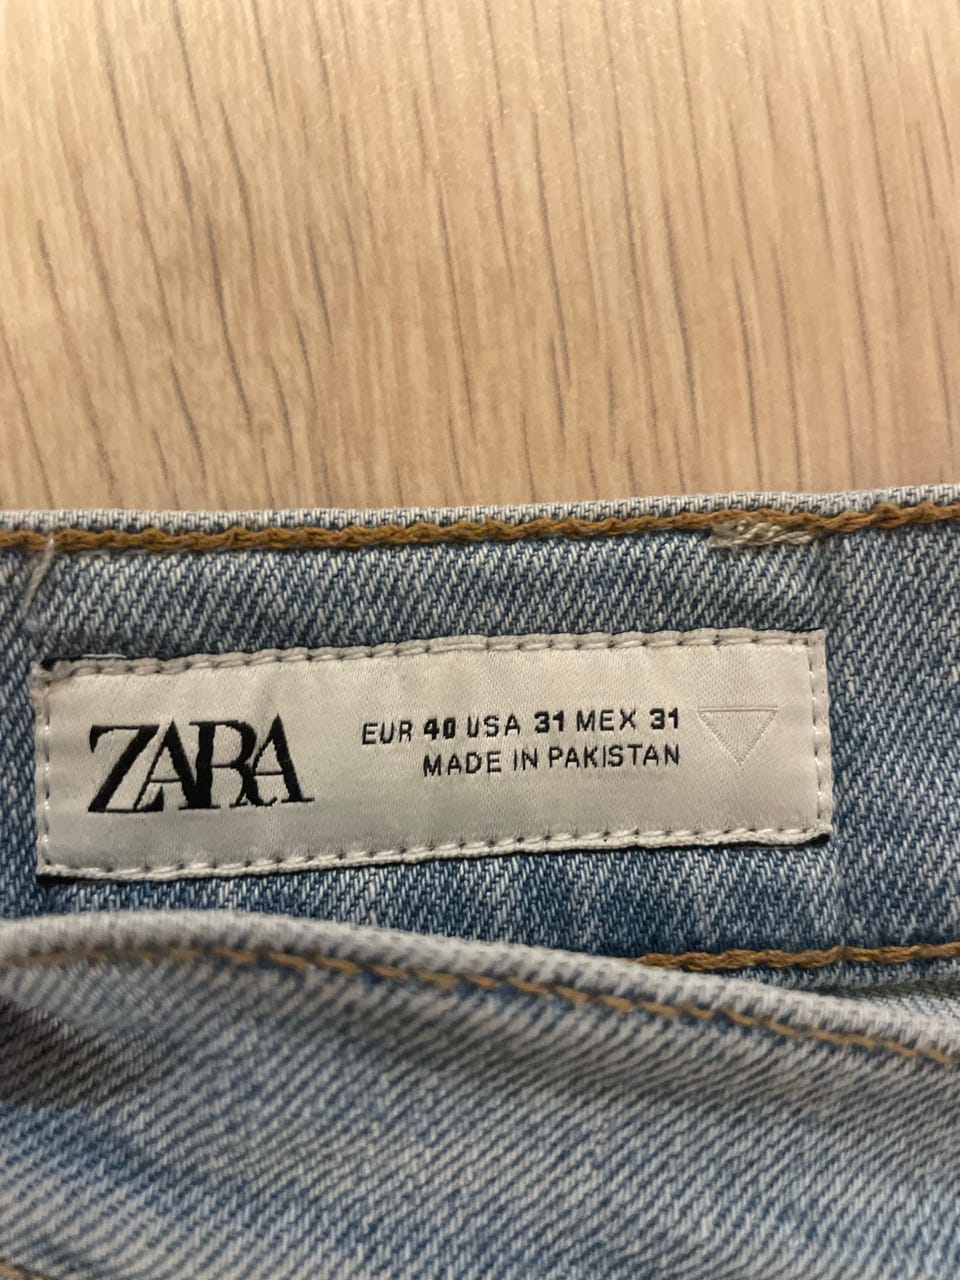 ZARA
EUR 40 USA 31 MEX 31
MADE IN PAKISTAN